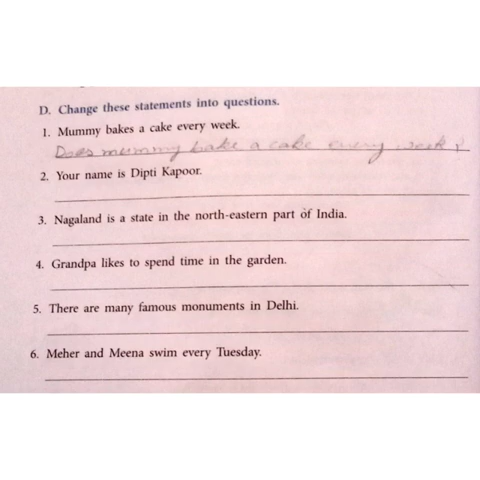 D. Change these statements into questions.
1. Mummy bakes a cake every week.
Does mummy bake a cake every week ?
2. Your name is Dipti Kapoor.
3. Nagaland is a state in the north-eastern part of India.
4. Grandpa likes to spend time in the garden.
5. There are many famous monuments in Delhi.
6. Meher and Meena swim every Tuesday.